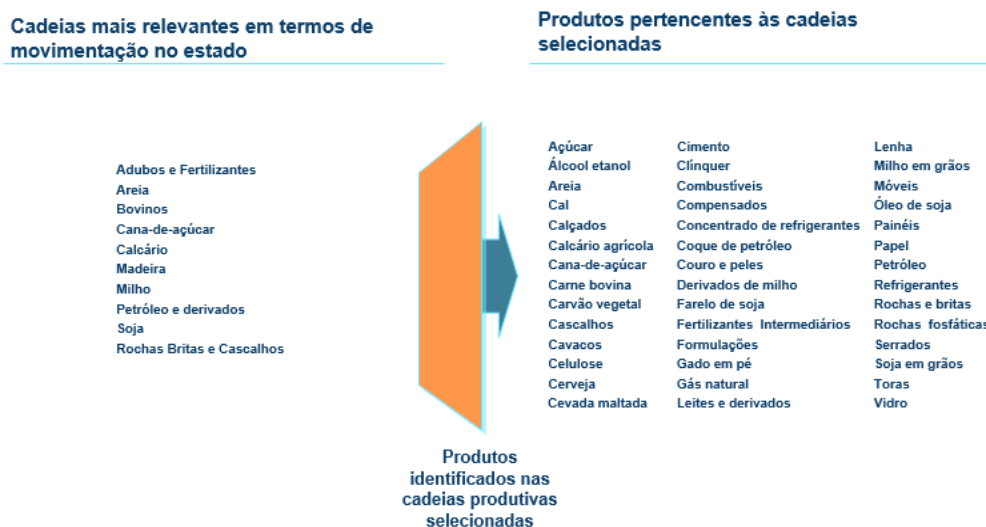 Cadeias mais relevantes em termos de
movimentação no estado
Produtos pertencentes às cadeias
selecionadas
Adubos e Fertilizantes
Areia
Bovinos
Cana-de-açúcar
Calcário
Madeira
Milho
Petróleo e derivados
Soja
Rochas Britas e Cascalhos
Produtos
identificados nas
cadeias produtivas
selecionadas
Açúcar
Álcool etanol
Areia
Cal
Calçados
Calcário agrícola
Cana-de-açúcar
Carne bovina
Carvão vegetal
Cascalhos
Cavacos
Celulose
Cerveja
Cevada maltada
Cimento
Clínquer
Combustíveis
Compensados
Concentrado de refrigerantes
Coque de petróleo
Couro e peles
Derivados de milho
Farelo de soja
Fertilizantes Intermediários
Formulações
Gado em pé
Gás natural
Leites e derivados
Lenha
Milho em grãos
Móveis
Óleo de soja
Painéis
Papel
Petróleo
Refrigerantes
Rochas e britas
Rochas fosfáticas
Serrados
Soja em grãos
Toras
Vidro